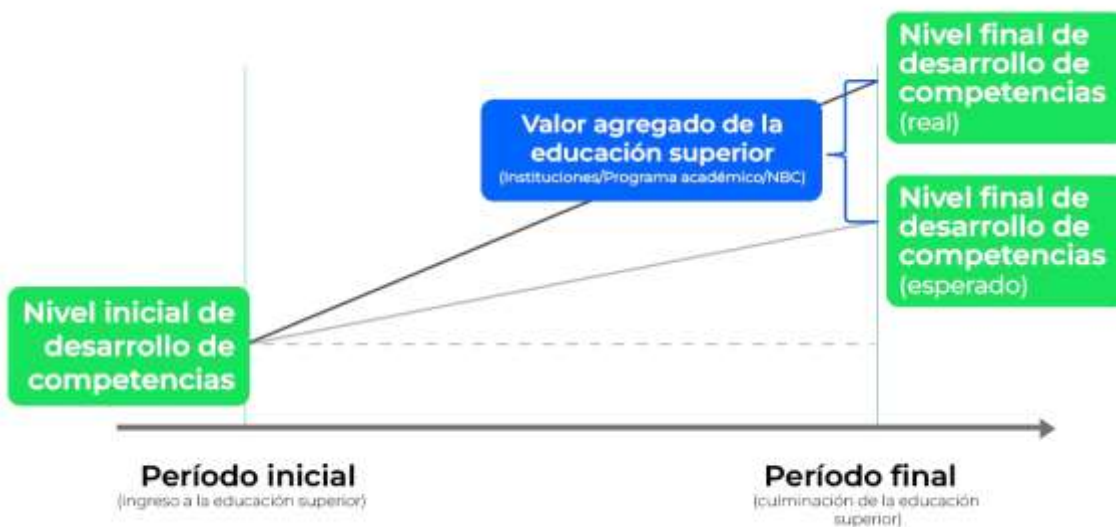 Nivel final de
desarrollo de
competencias
(real)
Valor agregado de la
educación superior
(Instituciones/Programa académico/NBC)
Nivel final de
desarrollo de
competencias
(esperado)
Nivel inicial de
desarrollo de
competencias
Período inicial
(ingreso a la educación superior)
Período final
(culminación de la educación
superior)